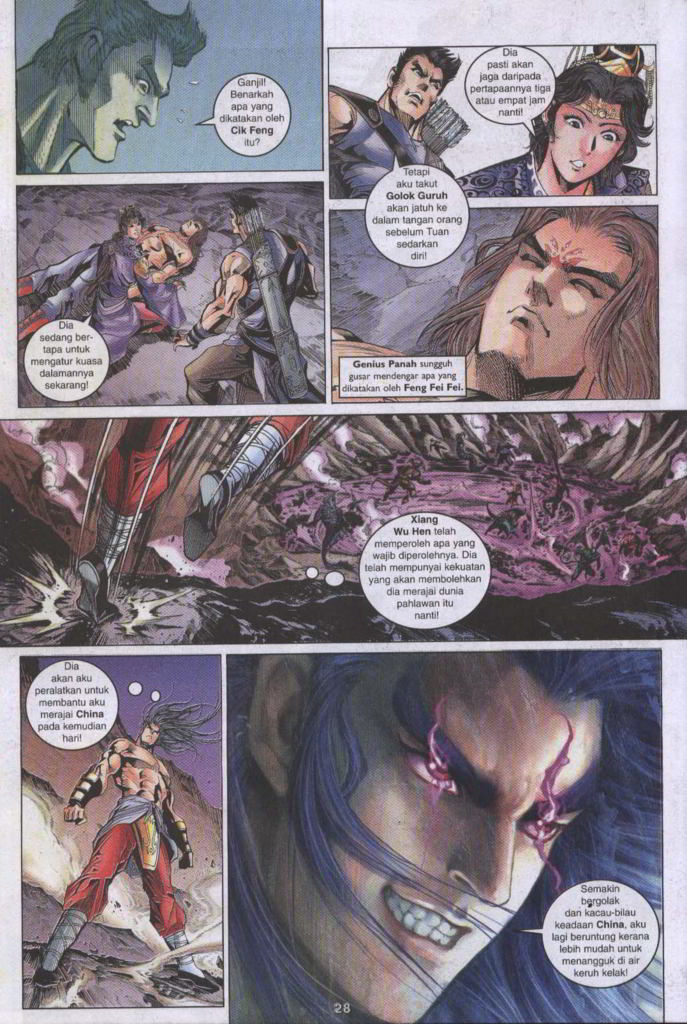 Ganjil!
Benarkah
apa yang
dikatakan oleh
Cik Feng
itu?
Dia
pasti akan
jaga daripada
pertapaannya tiga
atau empat jam
nanti!
Tetapi
aku takut
Golok Guruh
akan jatuh ke
dalam tangan orang
sebelum Tuan
sedarkan
diri!
Dia
sedang ber-
tapa untuk
mengatur kuasa
dalamannya
sekarang!
Genius Panah sungguh
gusar mendengar apa yang
dikatakan oleh Feng Fei Fei.
Xiang
Wu Hen telah
memperoleh apa yang
wajib diperolehnya. Dia
telah mempunyai kekuatan
yang akan membolehkan
dia merajai dunia
pahlawan itu
nanti!
Dia
akan aku
peralatkan untuk
membantu aku
merajai China
pada kemudian
hari!
Semakin
bergolak
dan kacau-bilau
keadaan China, aku
lagi beruntung kerana
lebih mudah untuk
menangguk di air
keruh kelak!
28